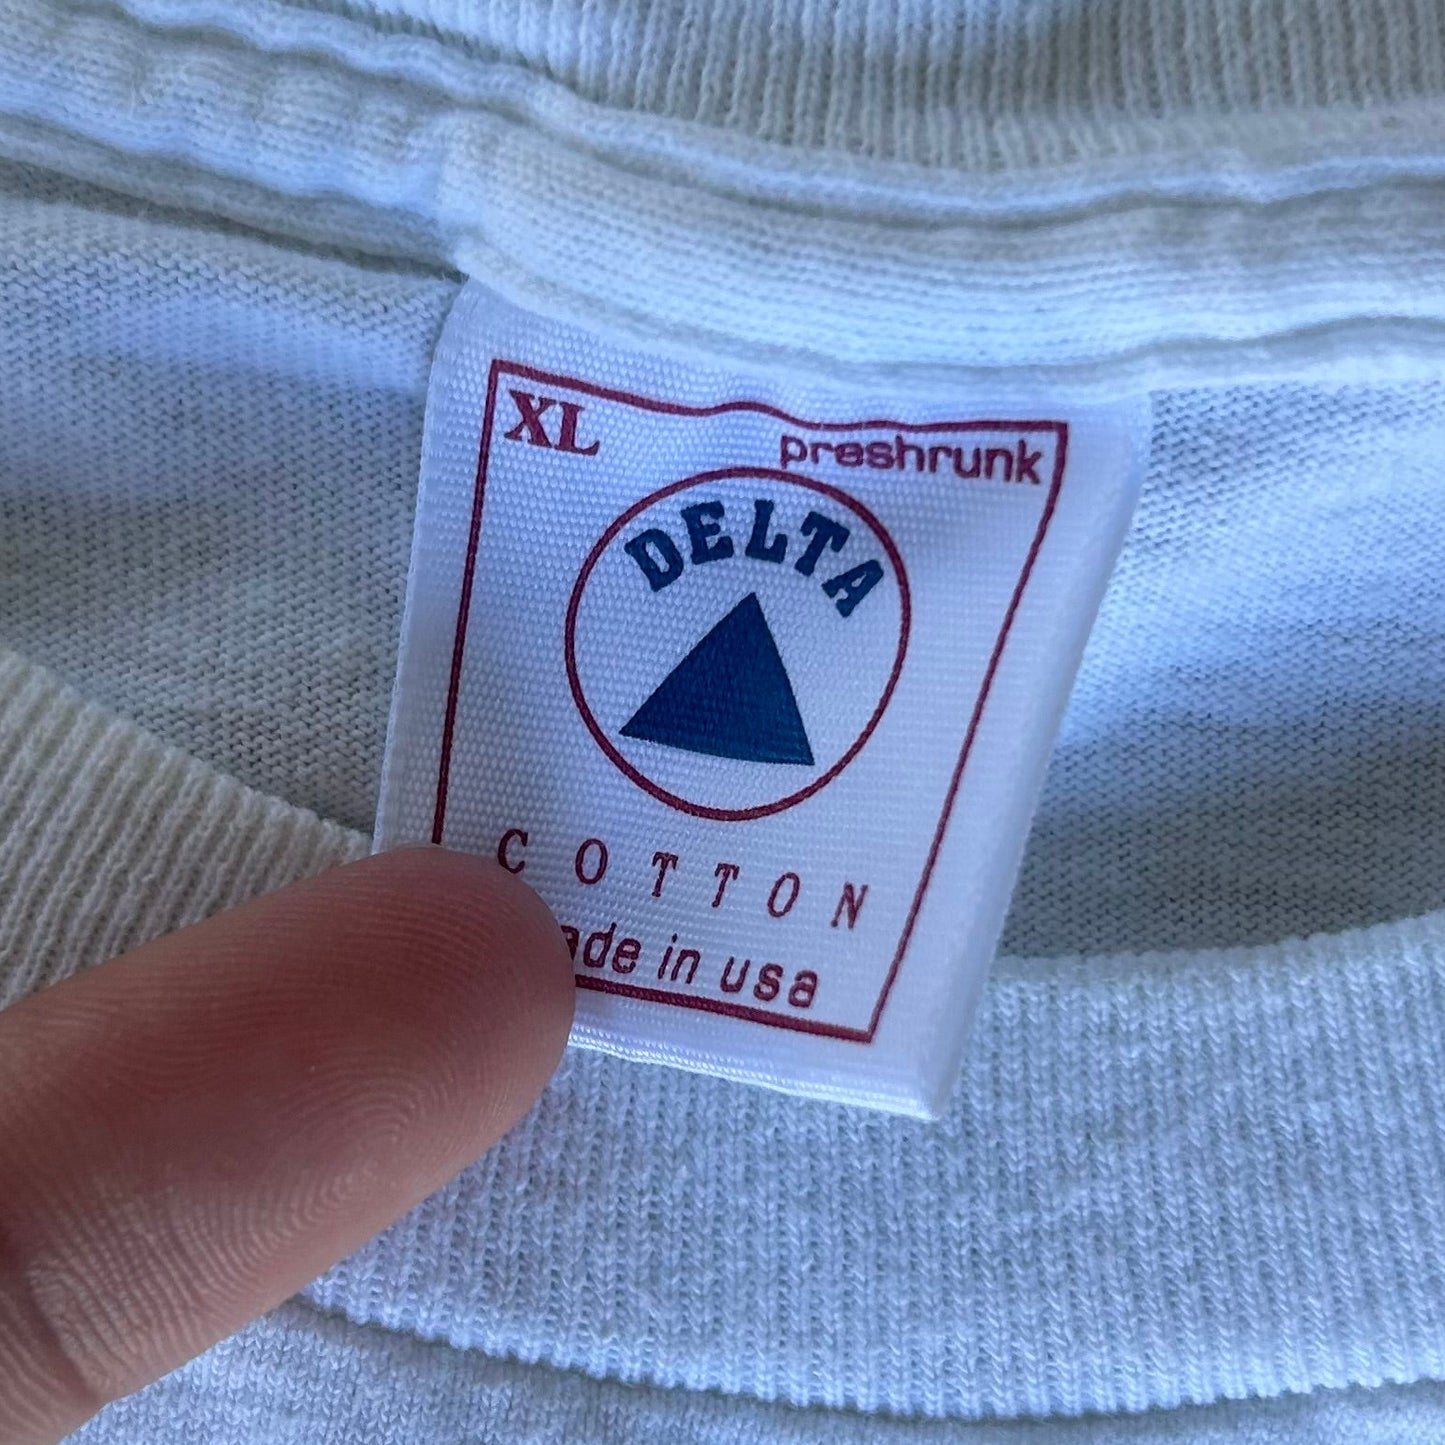 XL
preshrunk
DELTA
COTTON
ade in usa